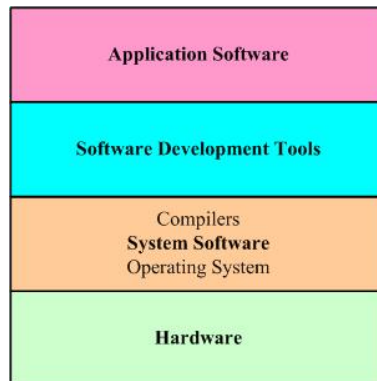 Application Software
Software Development Tools
Compilers
System Software
Operating System
Hardware